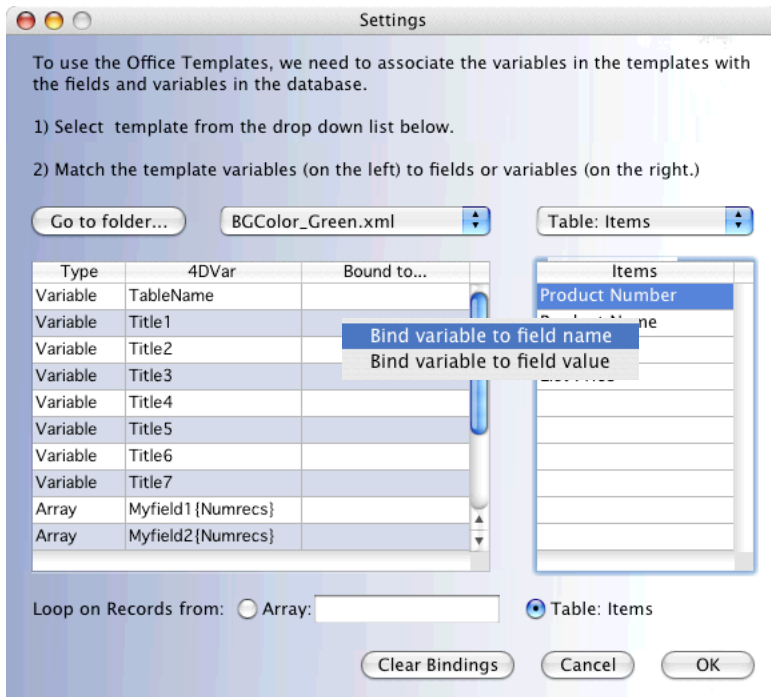 Settings
To use the Office Templates, we need to associate the variables in the templates with
the fields and variables in the database.
1) Select template from the drop down list below.
2) Match the template variables (on the left) to fields or variables (on the right.)
Go to folder... BGColor_Green.xml Table: Items
Type 4DVar Bound to... Items
Variable TableName Product Number
Variable Title1 Name
Bind variable to field name
Variable Title2
Bind variable to field value
Variable Title3
Variable Title4
Variable Title5
Variable Title6
Variable Title7
Array Myfield1{Numrecs}
Array Myfield2{Numrecs}
Loop on Records from: Array: Table: Items
Clear Bindings Cancel OK